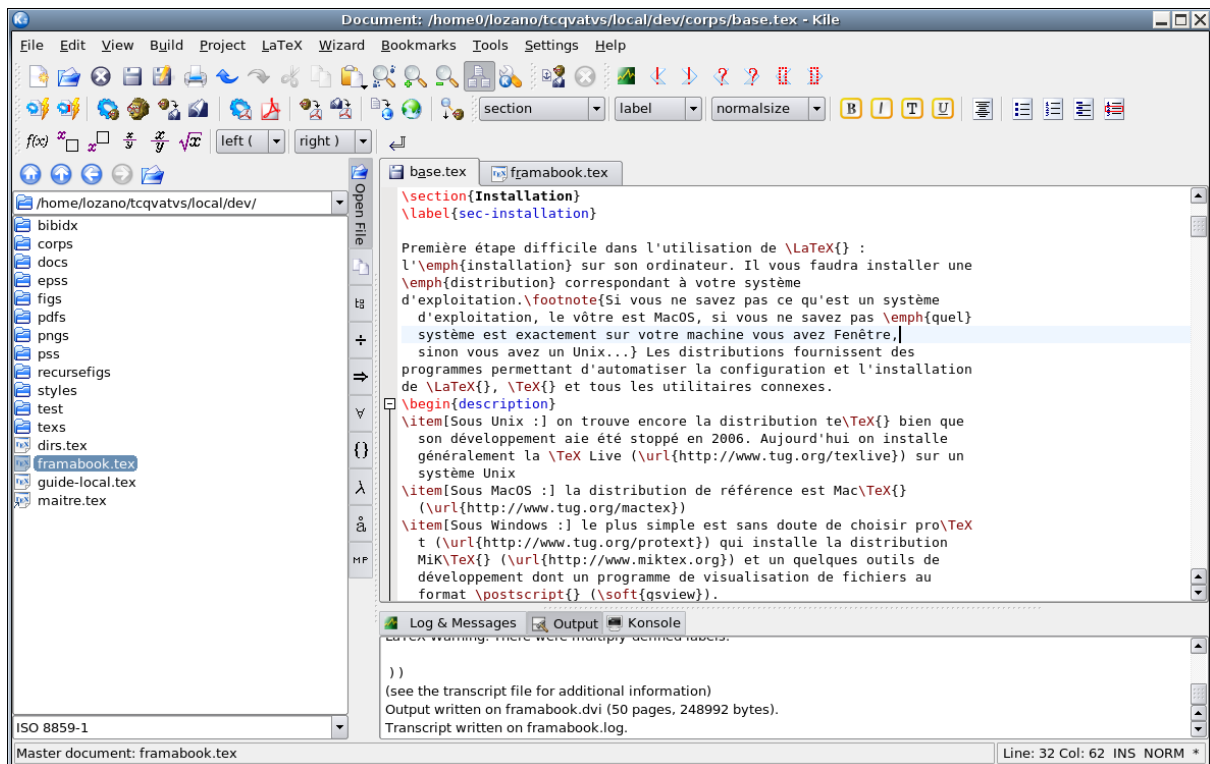 Document: /home0/lozano/tcqvatvs/local/dev/corps/base.tex - Kile
File Edit View Build Project LaTeX Wizard Bookmarks Tools Settings Help
section label normalsize B I T U
f(x) x x x y x y √x left ( right )
/home/lozano/tcqvatvs/local/dev/
bibidx
corps
docs
epss
figs
pdfs
pngs
pss
recursefigs
styles
test
texs
dirs.tex
framabook.tex
guide-local.tex
maitre.tex
ISO 8859-1
Open File
÷
⇒
∀
{}
λ
å
MP
base.tex framabook.tex
\section{Installation}
\label{sec-installation}
Première étape difficile dans l'utilisation de \LaTeX{} :
l'\emph{installation} sur son ordinateur. Il vous faudra installer une
\emph{distribution} correspondant à votre système
d'exploitation.\footnote{Si vous ne savez pas ce qu'est un système
d'exploitation, le vôtre est MacOS, si vous ne savez pas \emph{quel}
système est exactement sur votre machine vous avez Fenêtre,
sinon vous avez un Unix...} Les distributions fournissent des
programmes permettant d'automatiser la configuration et l'installation
de \LaTeX{}, \TeX{} et tous les utilitaires connexes.
\begin{description}
\item[Sous Unix :] on trouve encore la distribution te\TeX{} bien que
son développement aie été stoppé en 2006. Aujourd'hui on installe
généralement la \TeX Live (\url{http://www.tug.org/texlive}) sur un
système Unix
\item[Sous MacOS :] la distribution de référence est Mac\TeX{}
(\url{http://www.tug.org/mactex})
\item[Sous Windows :] le plus simple est sans doute de choisir pro\TeX
t (\url{http://www.tug.org/protext}) qui installe la distribution
MiK\TeX{} (\url{http://www.miktex.org}) et un quelques outils de
développement dont un programme de visualisation de fichiers au
format \postscript{} (\soft{gsview}).
Log & Messages Output Konsole
LaTeX Warning: There were multiply-defined labels.
))
(see the transcript file for additional information)
Output written on framabook.dvi (50 pages, 248992 bytes).
Transcript written on framabook.log.
Master document: framabook.tex
Line: 32 Col: 62 INS NORM *